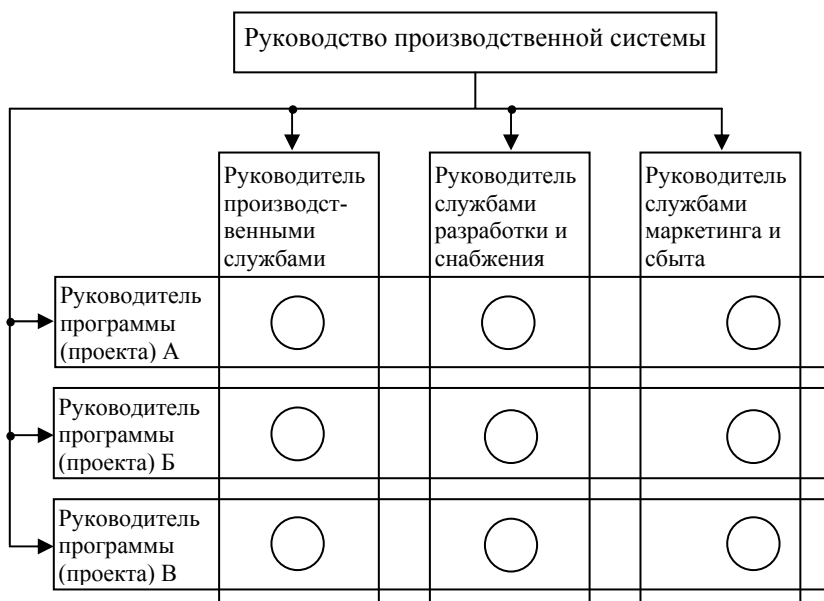 Руководство производственной системы
Руководитель
производст-
венными
службами
Руководитель
службами
разработки и
снабжения
Руководитель
службами
маркетинга и
сбыта
Руководитель
программы
(проекта) А
Руководитель
программы
(проекта) Б
Руководитель
программы
(проекта) В